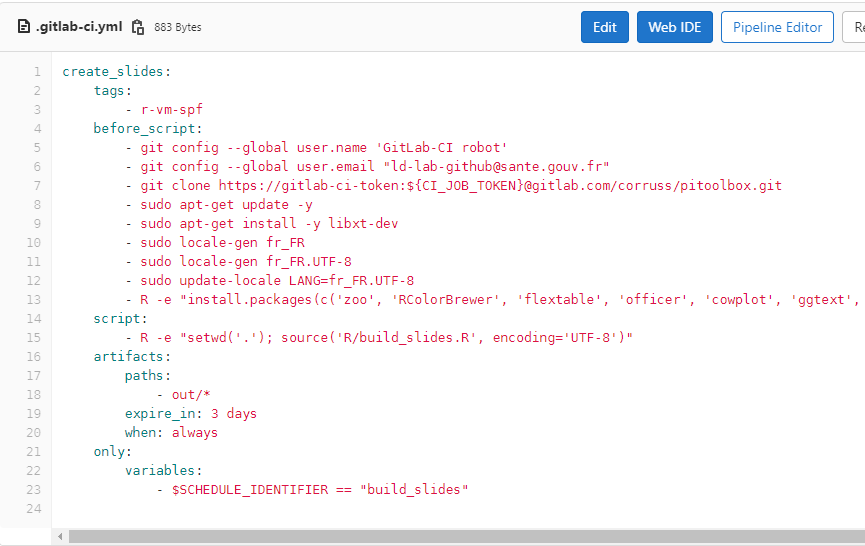 .gitlab-ci.yml 883 Bytes Edit Web IDE Pipeline Editor
1 create_slides:
2 tags:
3 - r-vm-spf
4 before_script:
5 - git config --global user.name 'GitLab-CI robot'
6 - git config --global user.email "ld-lab-github@sante.gouv.fr"
7 - git clone https://gitlab-ci-token:${CI_JOB_TOKEN}@gitlab.com/corruss/pitoolbox.git
8 - sudo apt-get update -y
9 - sudo apt-get install -y libxt-dev
10 - sudo locale-gen fr_FR
11 - sudo locale-gen fr_FR.UTF-8
12 - sudo update-locale LANG=fr_FR.UTF-8
13 - R -e "install.packages(c('zoo', 'RColorBrewer', 'flextable', 'officer', 'cowplot', 'ggtext',
14 script:
15 - R -e "setwd('.'); source('R/build_slides.R', encoding='UTF-8')"
16 artifacts:
17 paths:
18 - out/*
19 expire_in: 3 days
20 when: always
21 only:
22 variables:
23 - $SCHEDULE_IDENTIFIER == "build_slides"
24